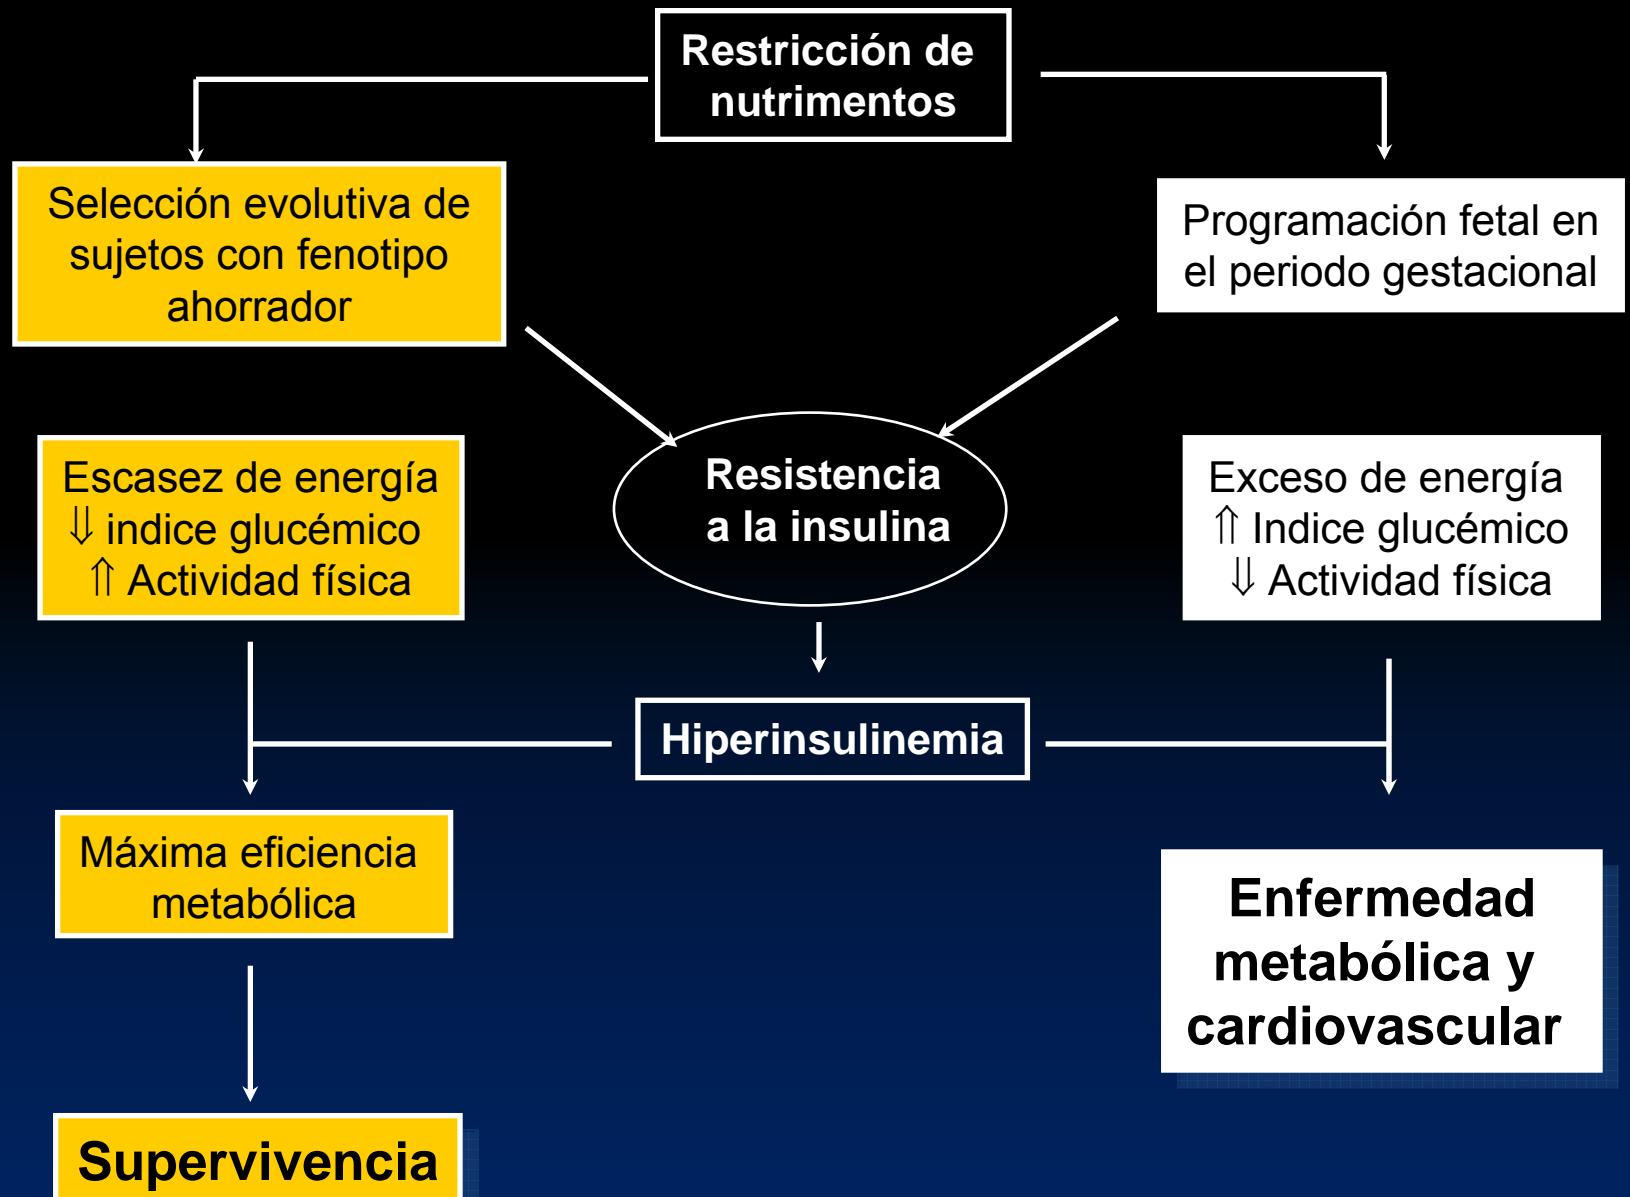 Restricción de
nutrimentos
Selección evolutiva de
sujetos con fenotipo
ahorrador
Programación fetal en
el periodo gestacional
Escasez de energía
⇓ indice glucémico
⇑ Actividad física
Resistencia
a la insulina
Exceso de energía
⇑ Indice glucémico
⇓ Actividad física
Hiperinsulinemia
Máxima eficiencia
metabólica
Enfermedad
metabólica y
cardiovascular
Supervivencia